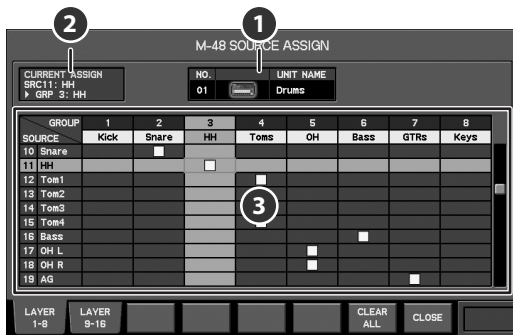 2
1
M-48 SOURCE ASSIGN
CURRENT ASSIGN
SRC11: HH
▶ GRP 3: HH
NO. UNIT NAME
01 Drums
GROUP 1 2 3 4 5 6 7 8
SOURCE Kick Snare HH Toms OH Bass GTRs Keys
10 Snare
11 HH
12 Tom1
13 Tom2
14 Tom3
3
15 Tom4
16 Bass
17 OH L
18 OH R
19 AG
LAYER 1-8
LAYER 9-16
CLEAR ALL
CLOSE